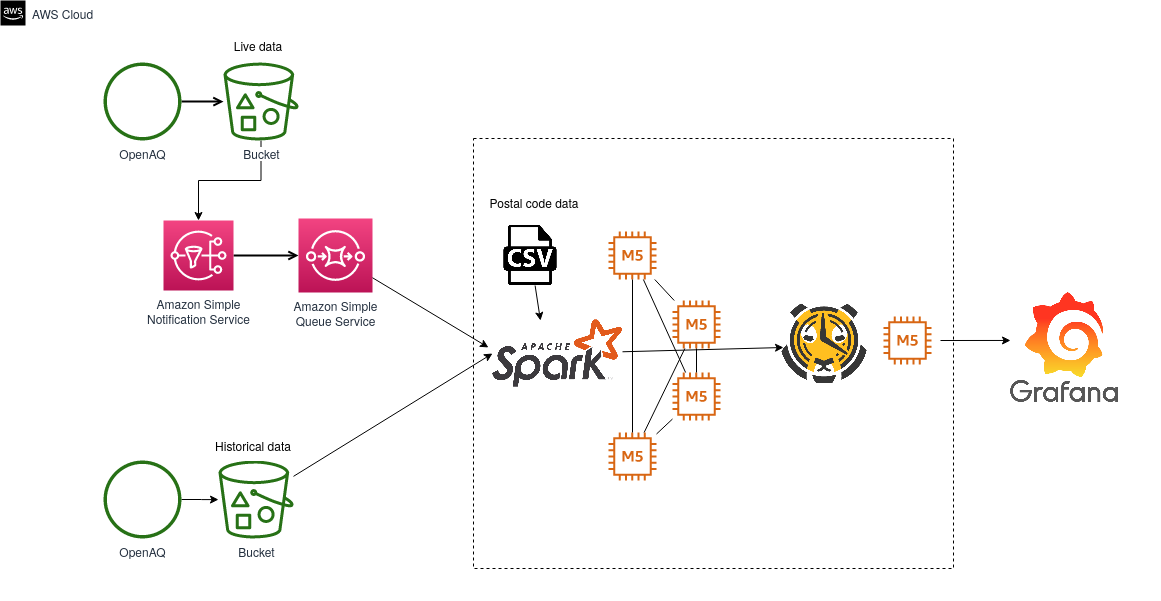 aws
AWS Cloud
Live data
OpenAQ
Bucket
Amazon Simple
Notification Service
Amazon Simple
Queue Service
Postal code data
CSV
APACHE
Spark
M5
M5
M5
M5
M5
Grafana
Historical data
OpenAQ
Bucket